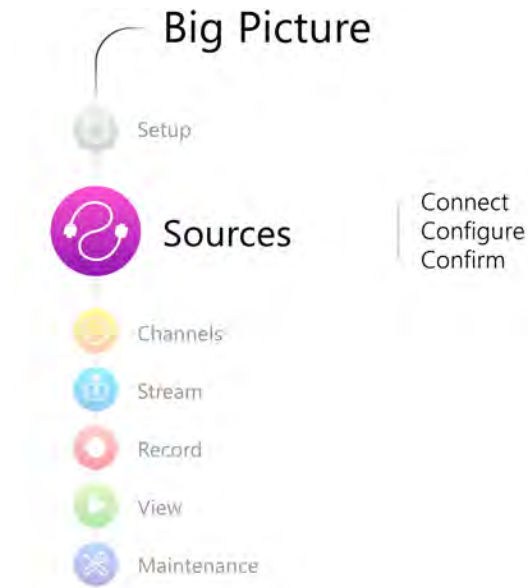 Big Picture
Setup
Sources
Connect
Configure
Confirm
Channels
Stream
Record
View
Maintenance